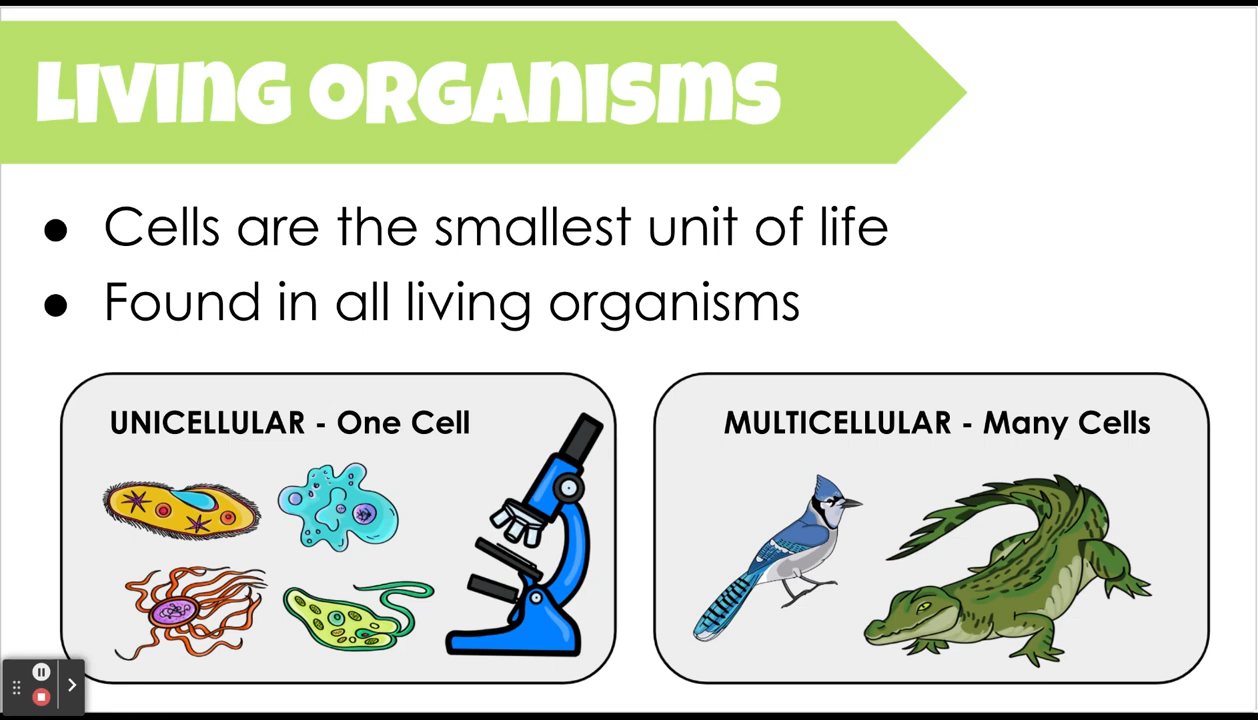 LIVING ORGANISMS
● Cells are the smallest unit of life
● Found in all living organisms
UNICELLULAR - One Cell
MULTICELLULAR - Many Cells